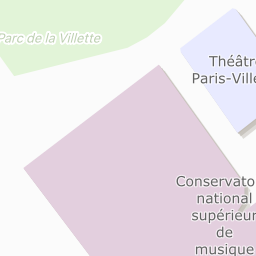 Parc de la Villette
Théâtre
Paris-Ville
Conservato
national
supérieur
de
musique